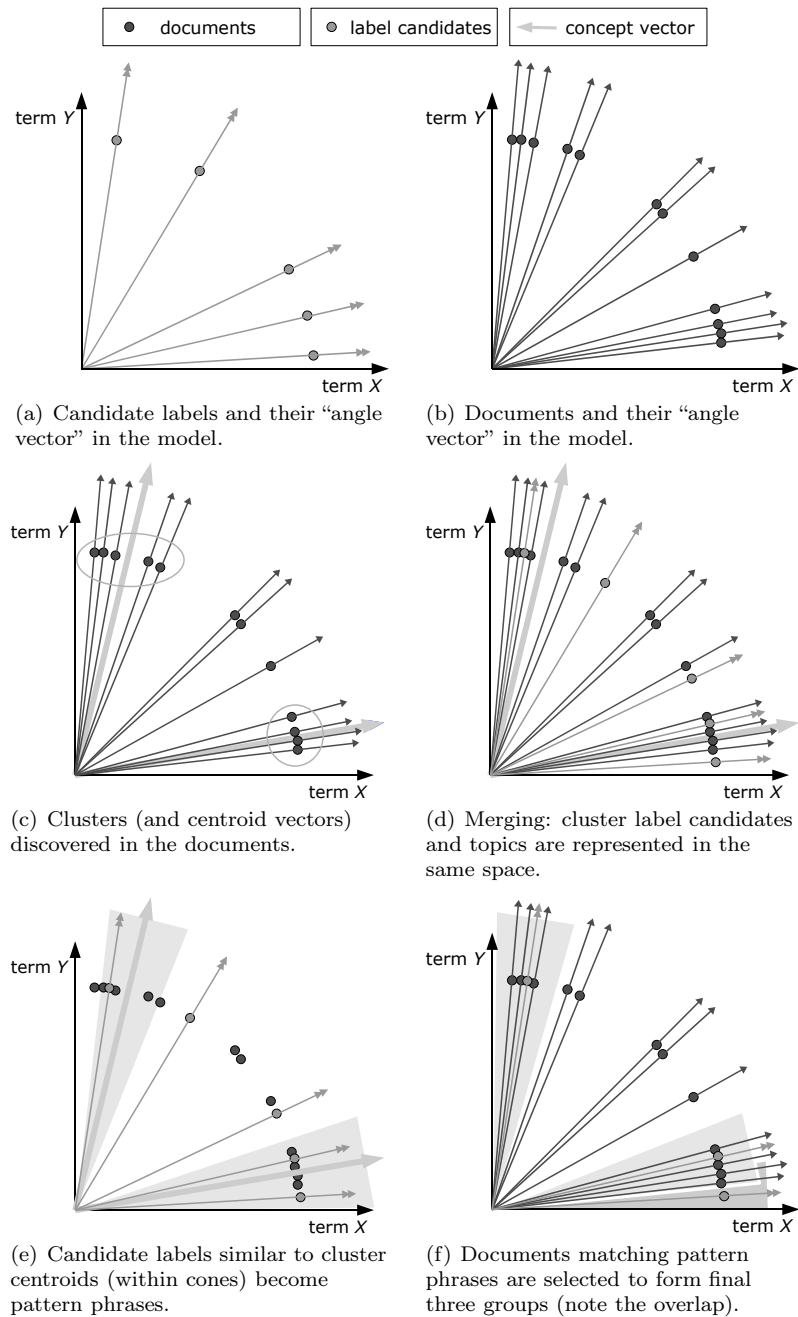 documents
label candidates
concept vector
term Y
term X
(a) Candidate labels and their “angle
vector” in the model.
term Y
term X
(b) Documents and their “angle
vector” in the model.
term Y
term X
(c) Clusters (and centroid vectors)
discovered in the documents.
term Y
term X
(d) Merging: cluster label candidates
and topics are represented in the
same space.
term Y
term X
(e) Candidate labels similar to cluster
centroids (within cones) become
pattern phrases.
term Y
term X
(f) Documents matching pattern
phrases are selected to form final
three groups (note the overlap).